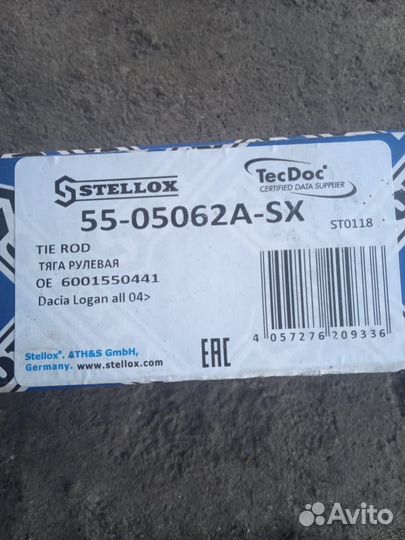 STELLOX
TecDoc
CERTIFIED DATA SUPPLIER
55-05062A-SX
ST0118
TIE ROD
ТЯГА РУЛЕВАЯ
OE 6001550441
Dacia Logan all 04>
Stellox®. ATH&S GmbH,
Germany. www.stellox.com
EAC
4 057276 209336
Avito